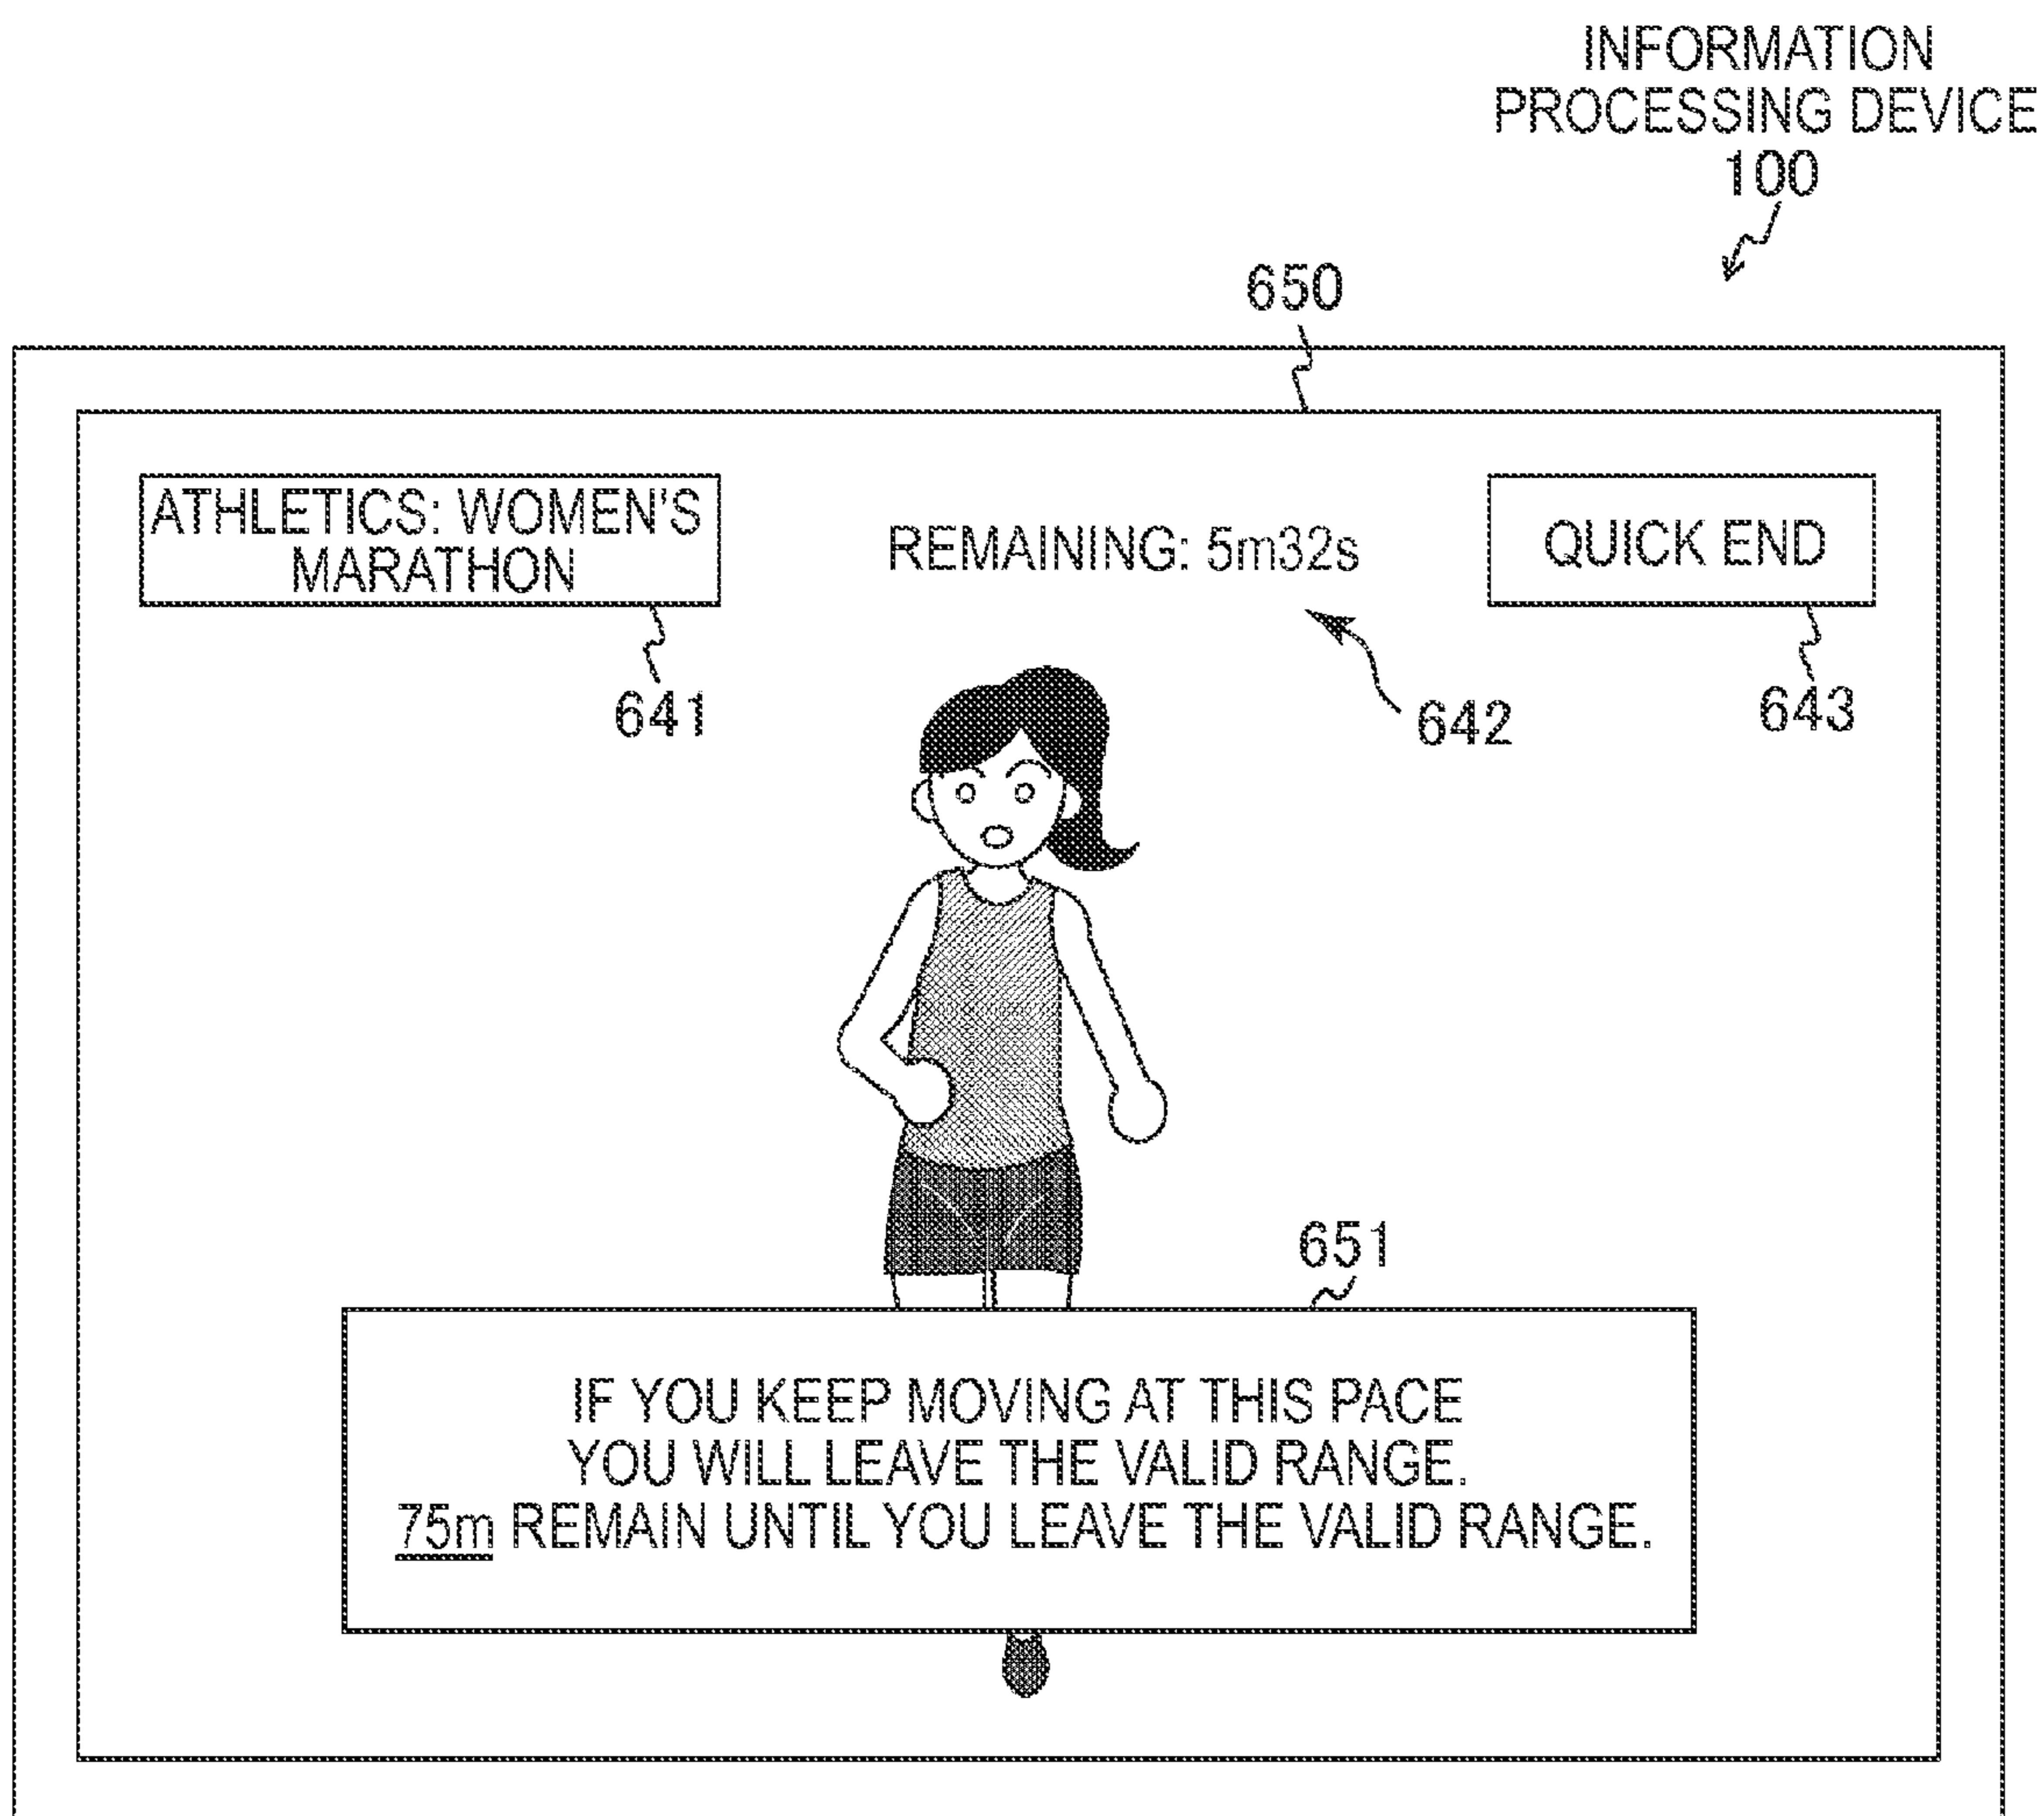 INFORMATION
PROCESSING DEVICE
100
650
ATHLETICS: WOMEN'S
MARATHON
REMAINING: 5m32s
QUICK END
641
642
643
651
IF YOU KEEP MOVING AT THIS PACE
YOU WILL LEAVE THE VALID RANGE.
75m REMAIN UNTIL YOU LEAVE THE VALID RANGE.